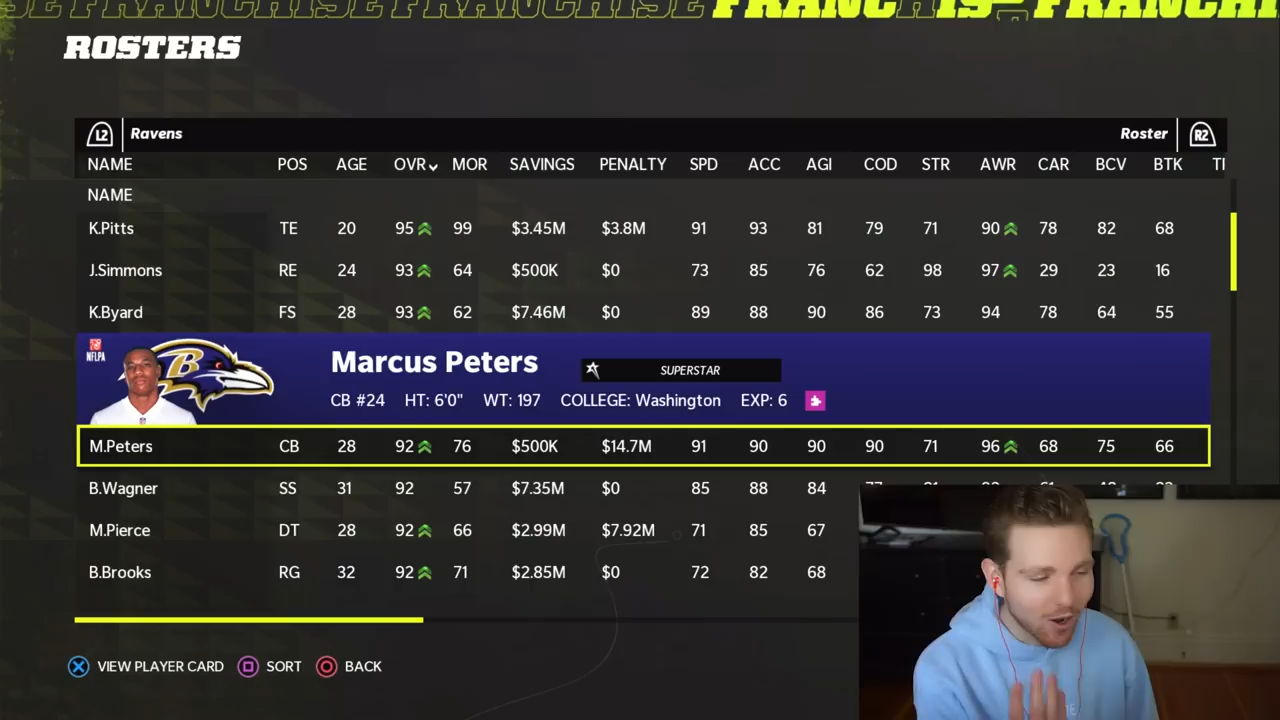 FRANCHISE FRANCHISE FRANCHISE FRANCHISE
ROSTERS
L2 Ravens Roster R2
NAME POS AGE OVR MOR SAVINGS PENALTY SPD ACC AGI COD STR AWR CAR BCV BTK
NAME
K.Pitts TE 20 95 99 $3.45M $3.8M 91 93 81 79 71 90 78 82 68
J.Simmons RE 24 93 64 $500K $0 73 85 76 62 98 97 29 23 16
K.Byard FS 28 93 62 $7.46M $0 89 88 90 86 73 94 78 64 55
NFLPA
B
Marcus Peters SUPERSTAR
CB #24 HT: 6'0" WT: 197 COLLEGE: Washington EXP: 6
M.Peters CB 28 92 76 $500K $14.7M 91 90 90 90 71 96 68 75 66
B.Wagner SS 31 92 57 $7.35M $0 85 88 84
M.Pierce DT 28 92 66 $2.99M $7.92M 71 85 67
B.Brooks RG 32 92 71 $2.85M $0 72 82 68
VIEW PLAYER CARD SORT BACK